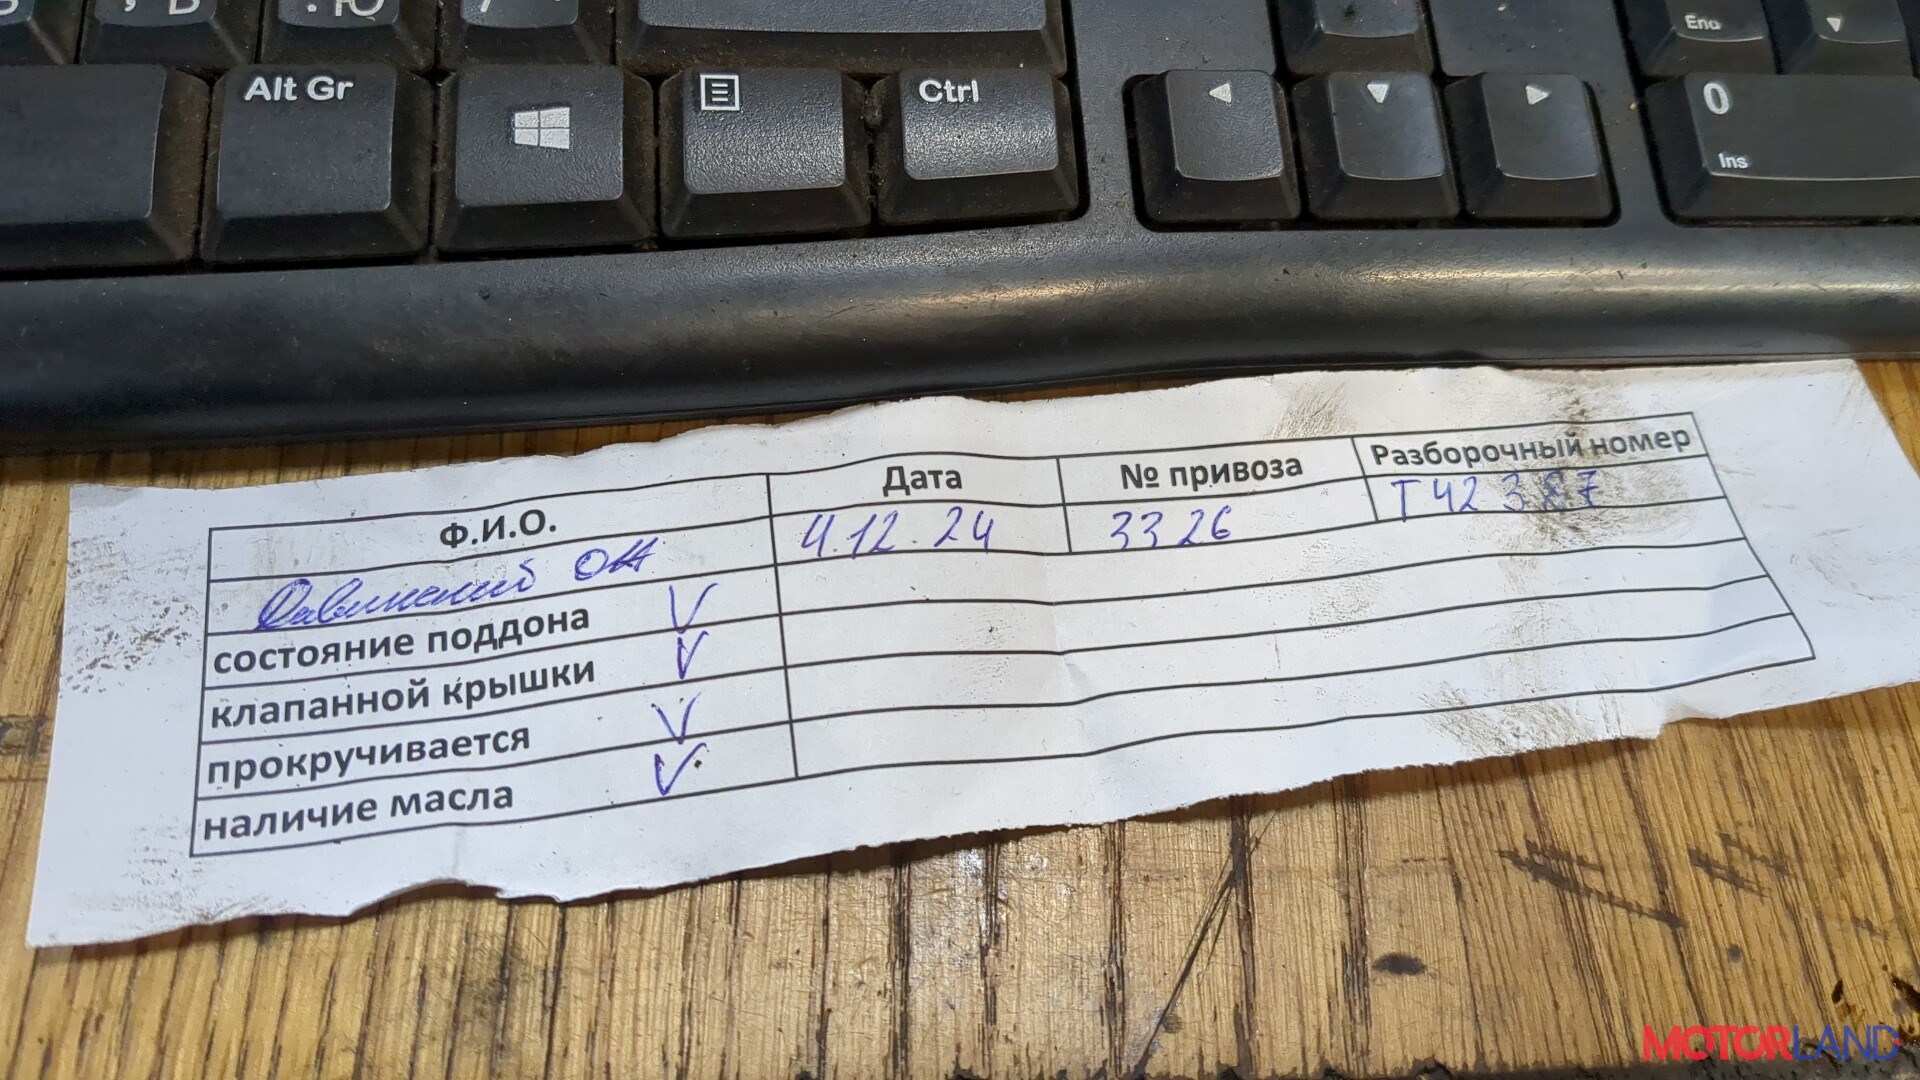 Alt Gr
Ctrl
End
0
Ins
Ф.И.О. Дата № привоза Разборочный номер
4.12.24 3326 Т42387
состояние поддона V
клапанной крышки V
прокручивается V
наличие масла V
MOTORLAND